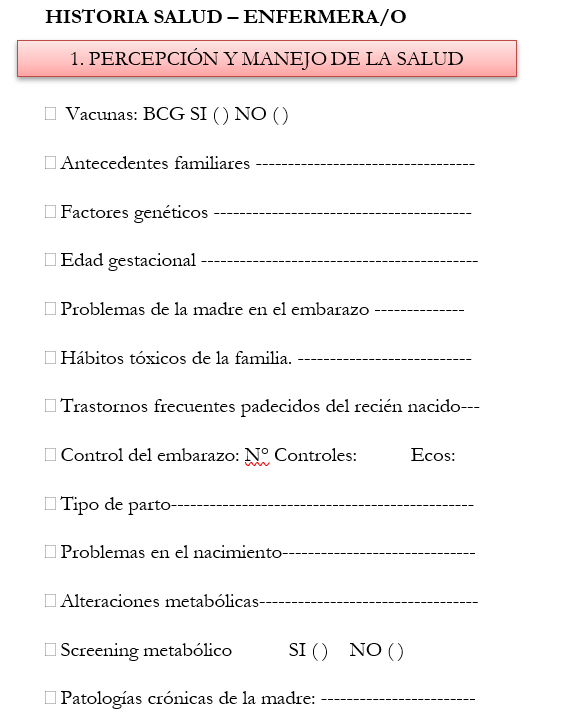 HISTORIA SALUD – ENFERMERA/O
1. PERCEPCIÓN Y MANEJO DE LA SALUD
□ Vacunas: BCG SI ( ) NO ( )
□ Antecedentes familiares ----------------------------------
□ Factores genéticos ----------------------------------------
□ Edad gestacional -------------------------------------------
□ Problemas de la madre en el embarazo --------------
□ Hábitos tóxicos de la familia. ---------------------------
□ Trastornos frecuentes padecidos del recién nacido---
□ Control del embarazo: N° Controles: Ecos:
□ Tipo de parto-----------------------------------------------
□ Problemas en el nacimiento------------------------------
□ Alteraciones metabólicas----------------------------------
□ Screening metabólico SI ( ) NO ( )
□ Patologías crónicas de la madre: ------------------------